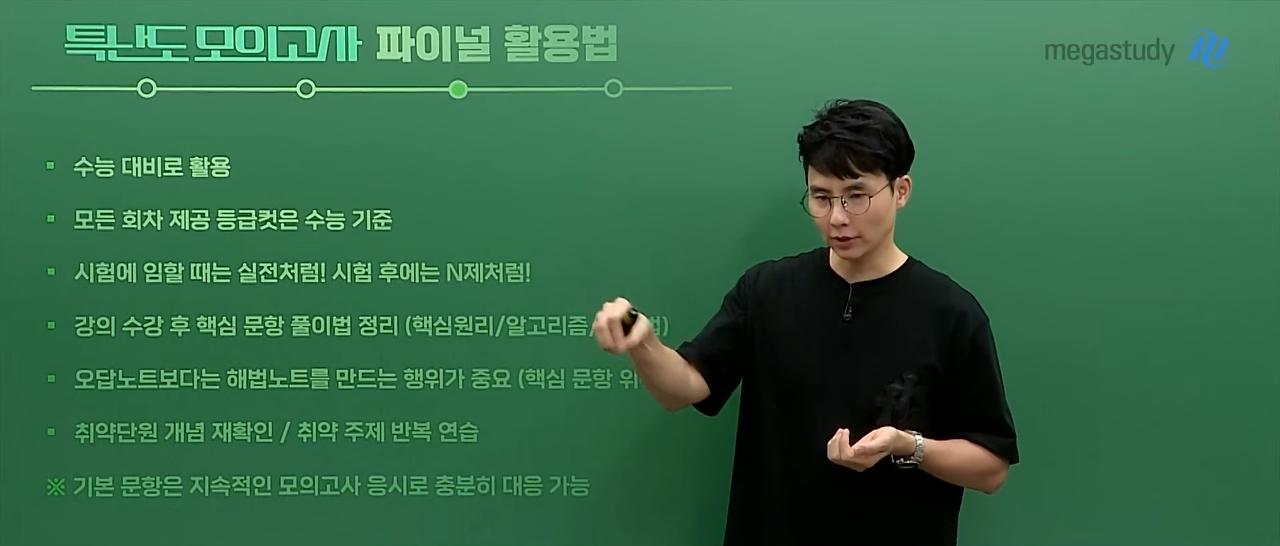 특난도 모의고사 파이널 활용법
megastudy
수능 대비로 활용
모든 회차 제공 등급컷은 수능 기준
시험에 임할 때는 실전처럼! 시험 후에는 N제처럼!
강의 수강 후 핵심 문항 풀이법 정리 (핵심원리/알고리즘/
오답노트보다는 해법노트를 만드는 행위가 중요 (핵심 문항
취약단원 개념 재확인 / 취약 주제 반복 연습
※ 기본 문항은 지속적인 모의고사 응시로 충분히 대응 가능